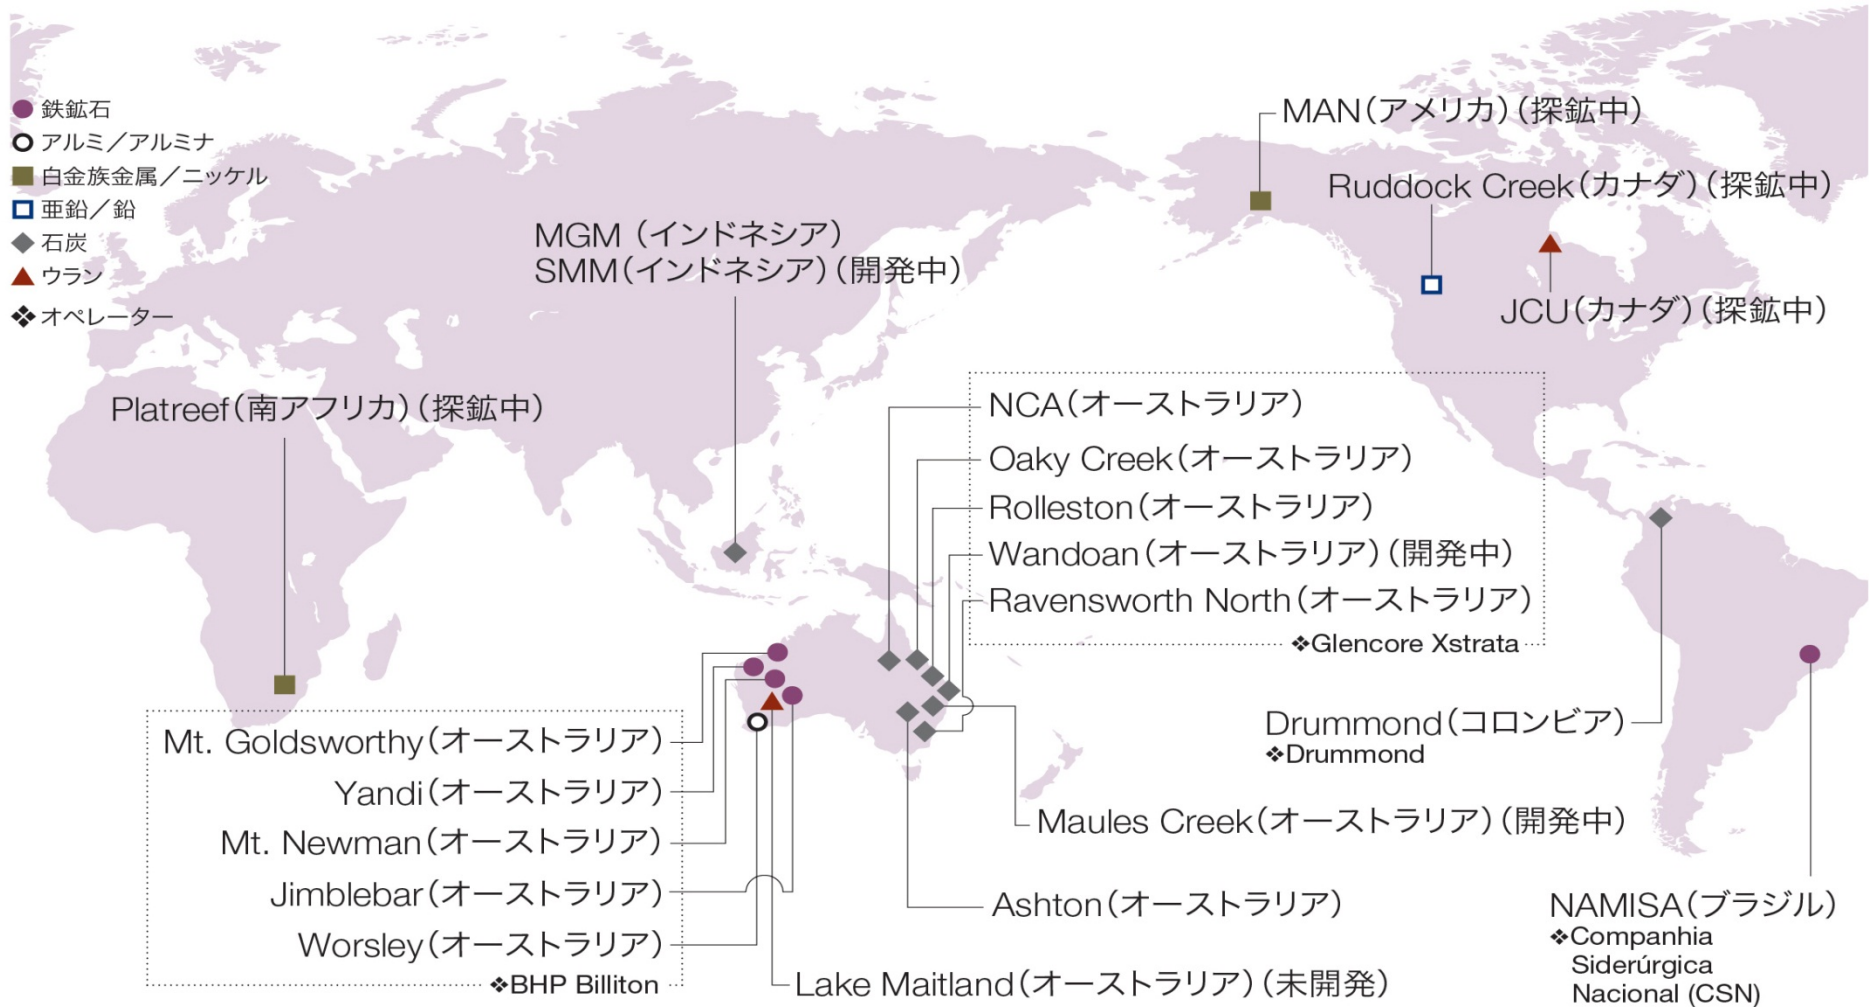 鉄鉱石
アルミ/アルミナ
白金族金属/ニッケル
亜鉛/鉛
石炭
ウラン
❖オペレーター
MAN(アメリカ)(探鉱中)
Ruddock Creek(カナダ)(探鉱中)
JCU(カナダ)(探鉱中)
MGM (インドネシア)
SMM(インドネシア)(開発中)
Platreef(南アフリカ)(探鉱中)
NCA(オーストラリア)
Oaky Creek(オーストラリア)
Rolleston(オーストラリア)
Wandoan(オーストラリア)(開発中)
Ravensworth North(オーストラリア)
❖Glencore Xstrata
Mt. Goldsworthy(オーストラリア)
Yandi(オーストラリア)
Mt. Newman(オーストラリア)
Jimblebar(オーストラリア)
Worsley(オーストラリア)
❖BHP Billiton
Lake Maitland(オーストラリア)(未開発)
Maules Creek(オーストラリア)(開発中)
Ashton(オーストラリア)
Drummond(コロンビア)
❖Drummond
NAMISA(ブラジル)
❖Companhia
Siderúrgica
Nacional (CSN)